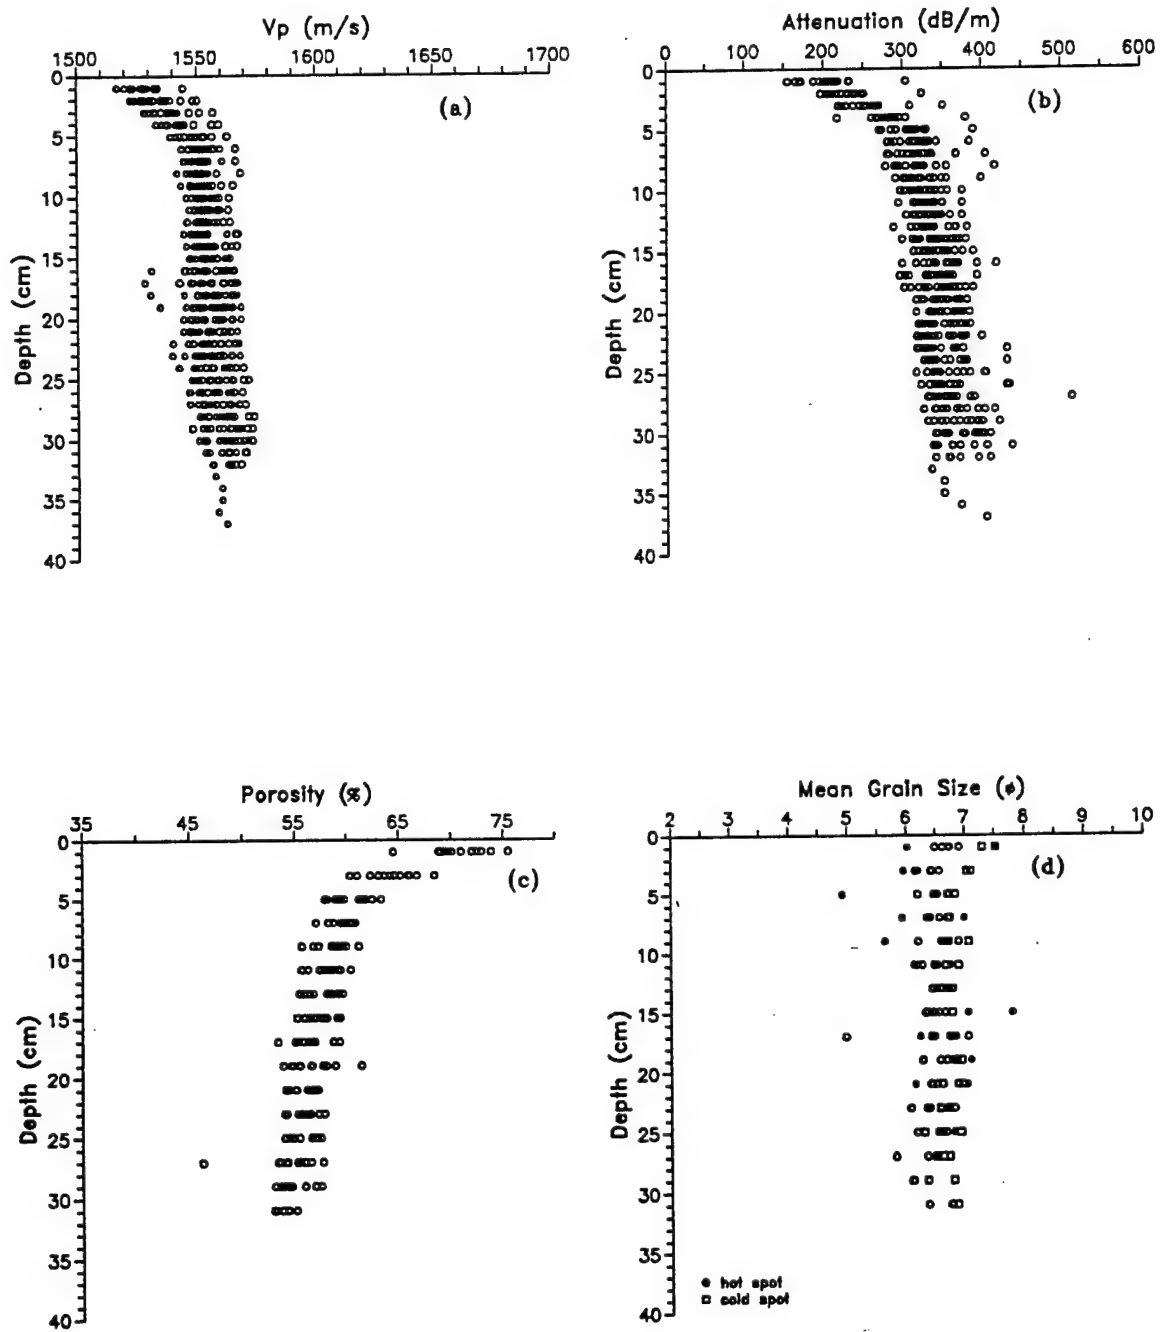 Vp (m/s)
1500 1550 1600 1650 1700
0
5
10
15
20
25
30
35
40
Depth (cm)
(a)
Attenuation (dB/m)
0 100 200 300 400 500 600
0
5
10
15
20
25
30
35
40
Depth (cm)
(b)
Porosity (%)
35 45 55 65 75
0
5
10
15
20
25
30
35
40
Depth (cm)
(c)
Mean Grain Size (ø)
2 3 4 5 6 7 8 9 10
0
5
10
15
20
25
30
35
40
Depth (cm)
(d)
hot spot
cold spot